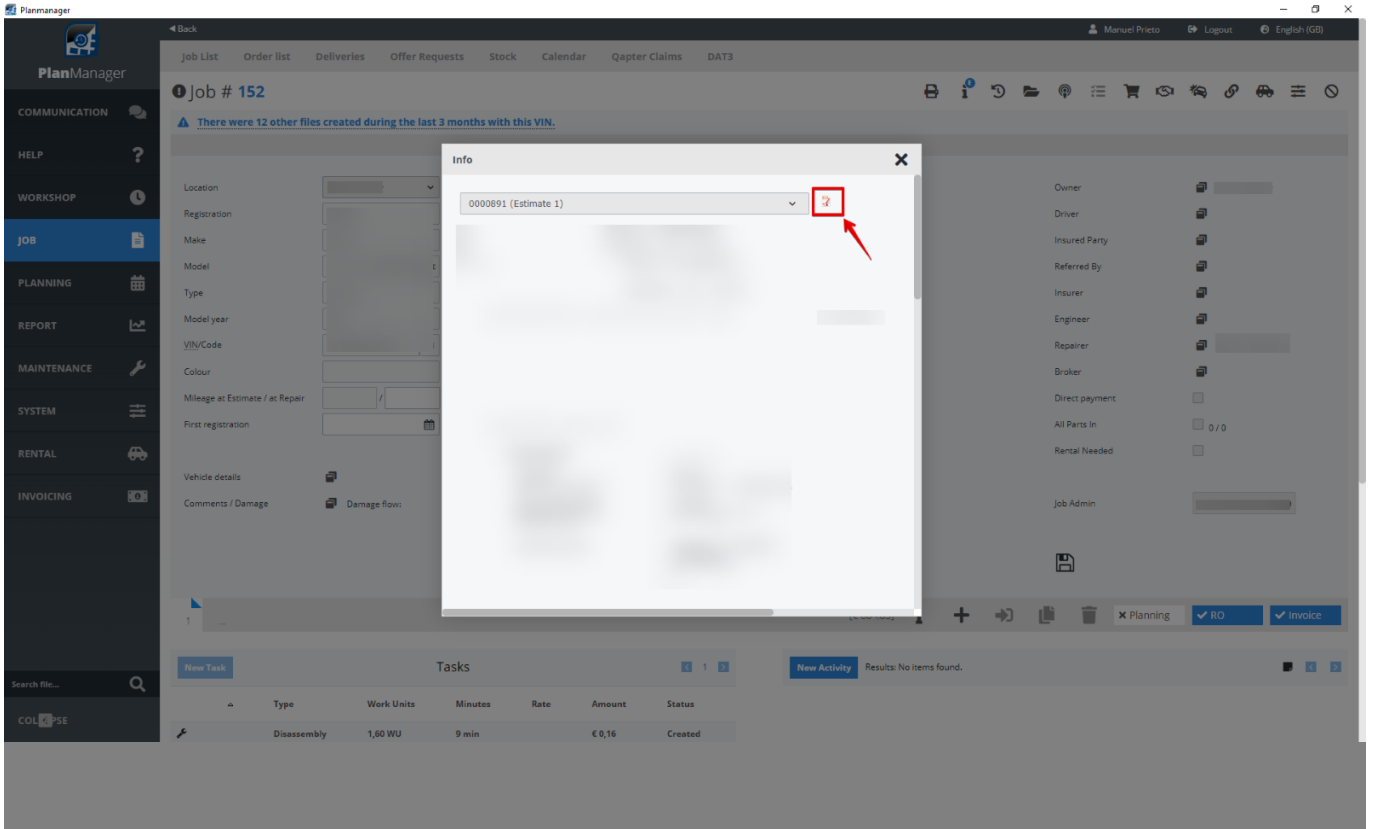 Planmanager
Back
Manuel Prieto Logout English (GB)
PlanManager
Job List Order list Deliveries Offer Requests Stock Calendar Qapter Claims DAT3
Job # 152
There were 12 other files created during the last 3 months with this VIN.
COMMUNICATION
HELP
WORKSHOP
JOB
PLANNING
REPORT
MAINTENANCE
SYSTEM
RENTAL
INVOICING
Search file...
Info
0000891 (Estimate 1)
Location
Registration
Make
Model
Type
Model year
VIN/Code
Colour
Mileage at Estimate / at Repair /
First registration
Vehicle details
Comments / Damage Damage flow:
Owner
Driver
Insured Party
Referred By
Insurer
Engineer
Repairer
Broker
Direct payment
All Parts In 0 / 0
Rental Needed
Job Admin
1 ...
Planning RO Invoice
New Task Tasks 1
New Activity Results: No items found.
Type Work Units Minutes Rate Amount Status
Disassembly 1,60 WU 9 min € 0,16 Created